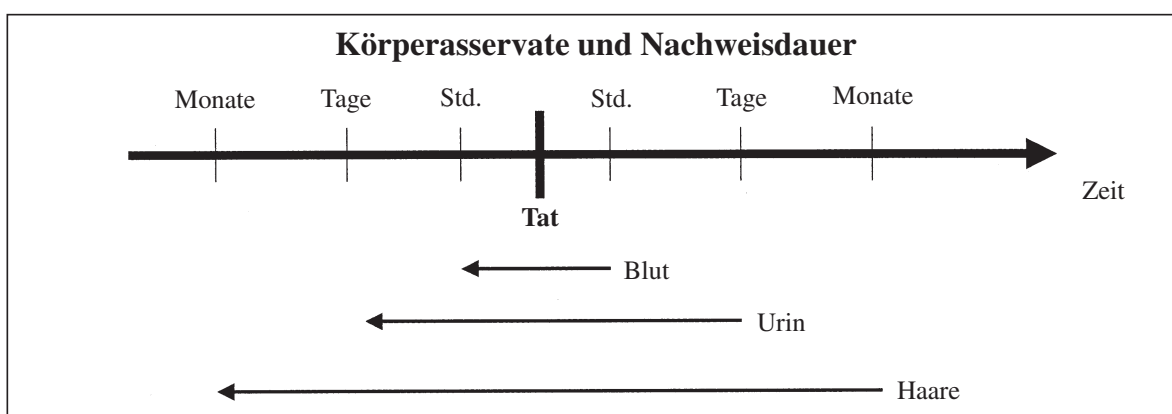 Körperasservate und Nachweisdauer
Monate Tage Std. Std. Tage Monate
Zeit
Tat
Blut
Urin
Haare